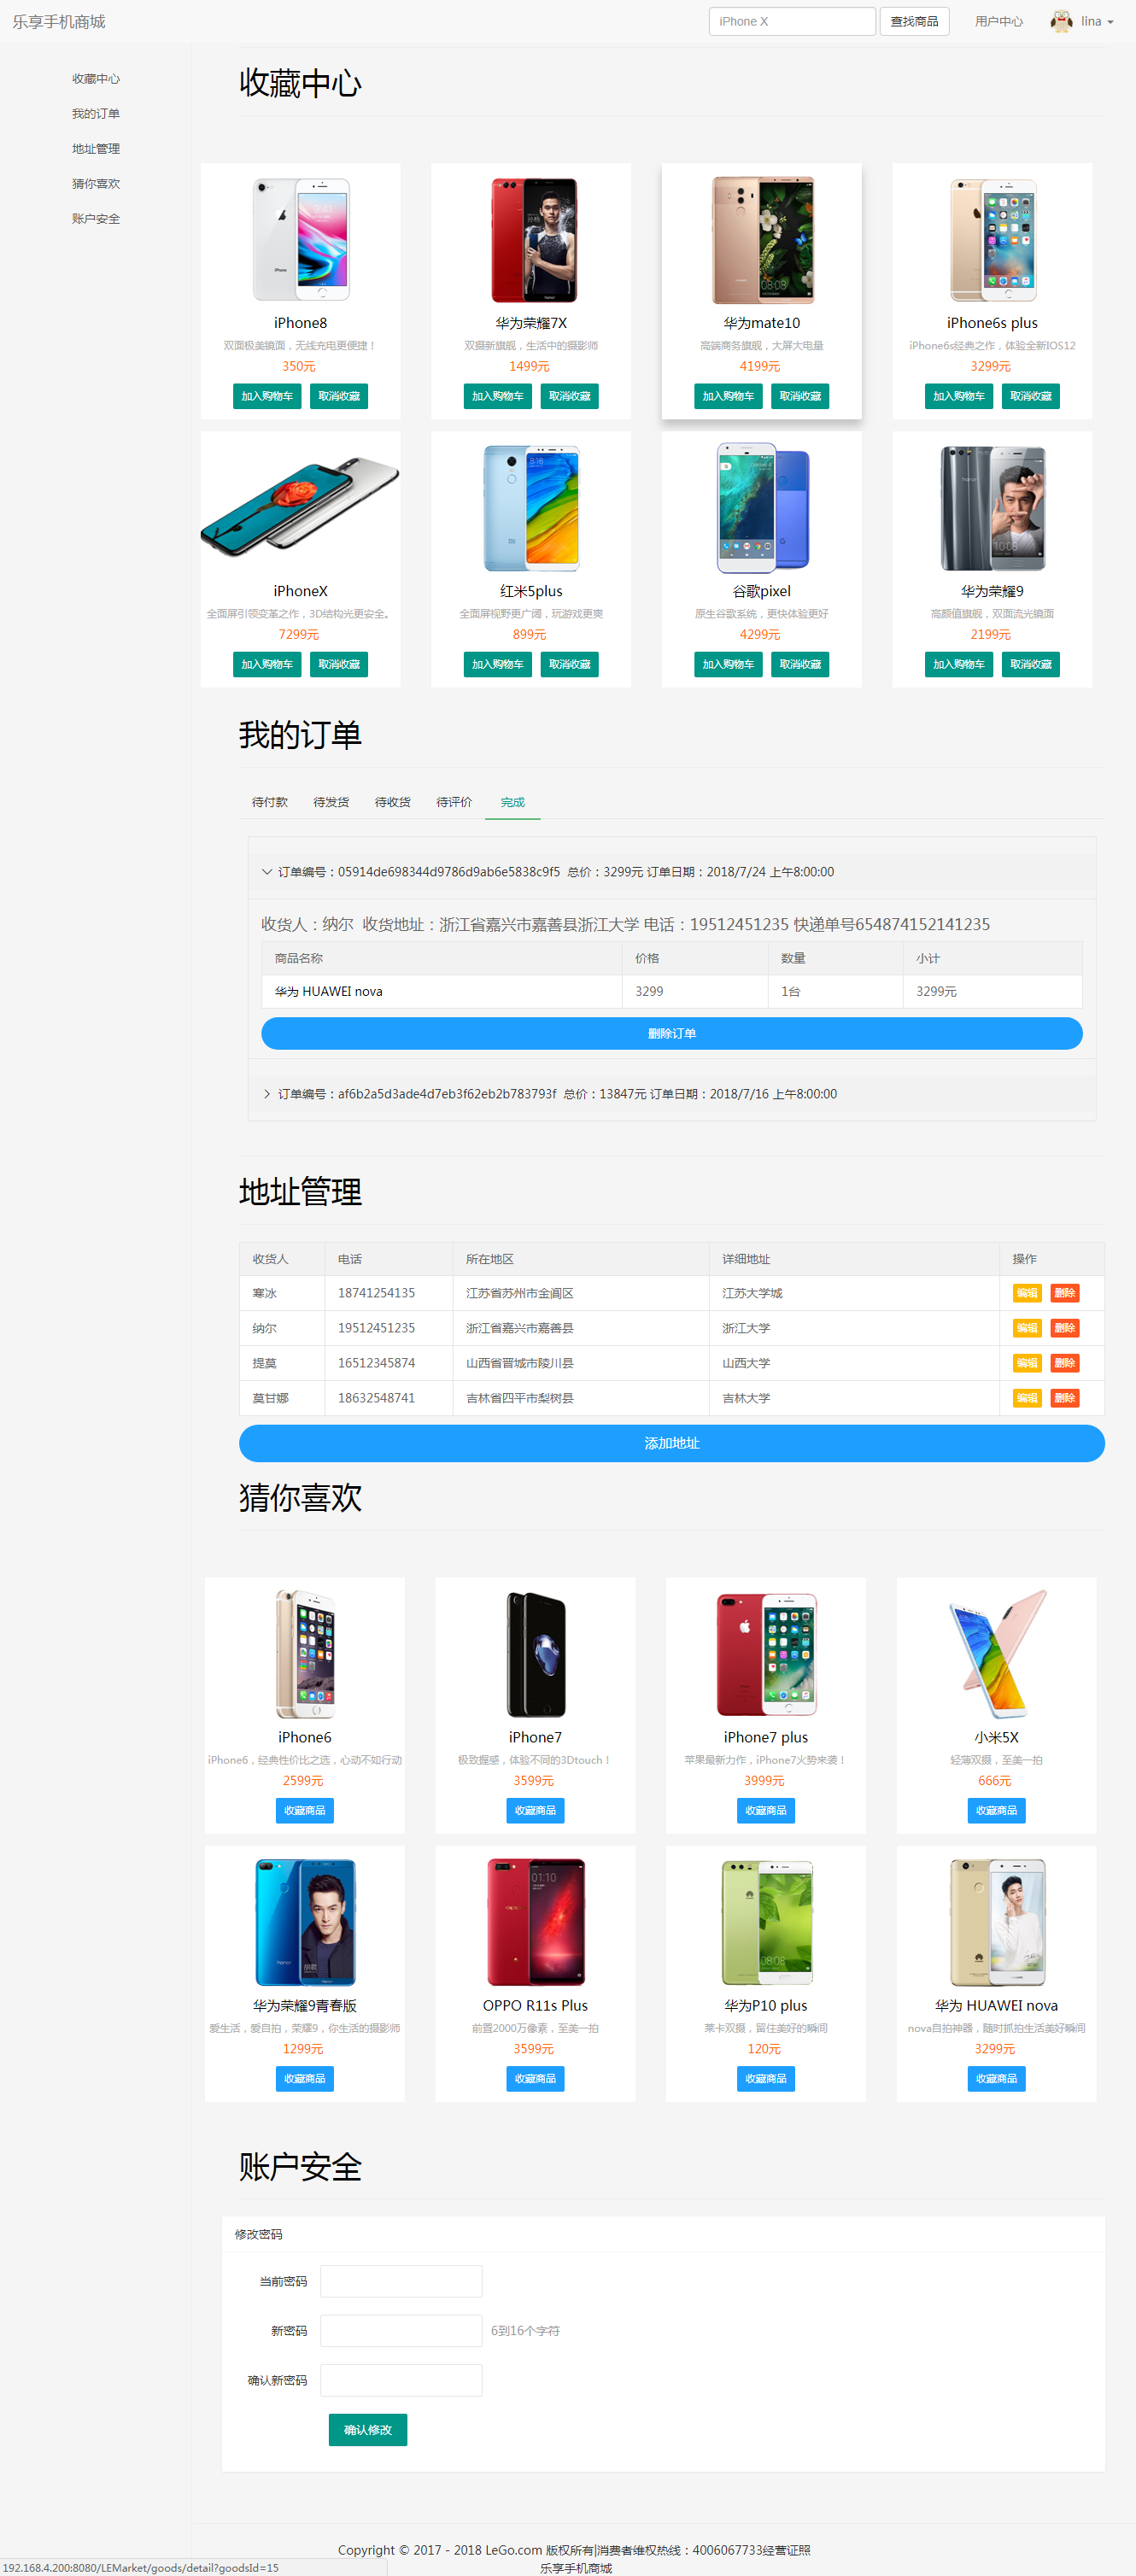 乐享手机商城
iPhone X 查找商品 用户中心 lina
收藏中心
我的订单
地址管理
猜你喜欢
账户安全
收藏中心
iPhone8
双面极美镜面，无线充电更便捷！
350元
加入购物车 取消收藏
华为荣耀7X
双摄新旗舰，生活中的摄影师
1499元
加入购物车 取消收藏
华为mate10
高端商务旗舰，大屏大电量
4199元
加入购物车 取消收藏
iPhone6s plus
iPhone6s经典之作，体验全新IOS12
3299元
加入购物车 取消收藏
iPhoneX
全面屏引领变革之作，3D结构光更安全。
7299元
加入购物车 取消收藏
红米5plus
全面屏视野更广阔，玩游戏更爽
899元
加入购物车 取消收藏
谷歌pixel
原生谷歌系统，更快体验更好
4299元
加入购物车 取消收藏
华为荣耀9
高颜值旗舰，双面流光镜面
2199元
加入购物车 取消收藏
我的订单
待付款 待发货 待收货 待评价 完成
订单编号：05914de698344d9786d9ab6e5838c9f5 总价：3299元 订单日期：2018/7/24 上午8:00:00
收货人：纳尔 收货地址：浙江省嘉兴市嘉善县浙江大学 电话：19512451235 快递单号654874152141235
商品名称 价格 数量 小计
华为 HUAWEI nova 3299 1台 3299元
删除订单
订单编号：af6b2a5d3ade4d7eb3f62eb2b783793f 总价：13847元 订单日期：2018/7/16 上午8:00:00
地址管理
收货人 电话 所在地区 详细地址 操作
寒冰 18741254135 江苏省苏州市金阊区 江苏大学城 编辑 删除
纳尔 19512451235 浙江省嘉兴市嘉善县 浙江大学 编辑 删除
提莫 16512345874 山西省晋城市陵川县 山西大学 编辑 删除
莫甘娜 18632548741 吉林省四平市梨树县 吉林大学 编辑 删除
添加地址
猜你喜欢
iPhone6
iPhone6，经典性价比之选，心动不如行动
2599元
收藏商品
iPhone7
极致握感，体验不同的3Dtouch！
3599元
收藏商品
iPhone7 plus
苹果最新力作，iPhone7火势来袭！
3999元
收藏商品
小米5X
轻薄双摄，至美一拍
666元
收藏商品
华为荣耀9青春版
爱生活，爱自拍，荣耀9，你生活的摄影师
1299元
收藏商品
OPPO R11s Plus
前置2000万像素，至美一拍
3599元
收藏商品
华为P10 plus
莱卡双摄，留住美好的瞬间
120元
收藏商品
华为 HUAWEI nova
nova自拍神器，随时抓拍生活美好瞬间
3299元
收藏商品
账户安全
修改密码
当前密码
新密码 6到16个字符
确认新密码
确认修改
Copyright © 2017 - 2018 LeGo.com 版权所有|消费者维权热线：4006067733经营证照
乐享手机商城
192.168.4.200:8080/LEMarket/goods/detail?goodsId=15